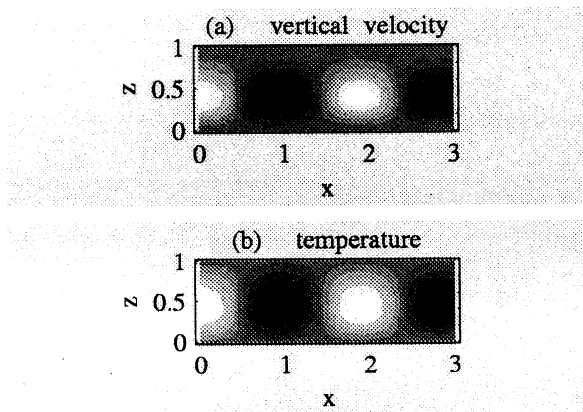 (a) vertical velocity
1
z 0.5
0
0 1 2 3
x
(b) temperature
1
z 0.5
0
0 1 2 3
x